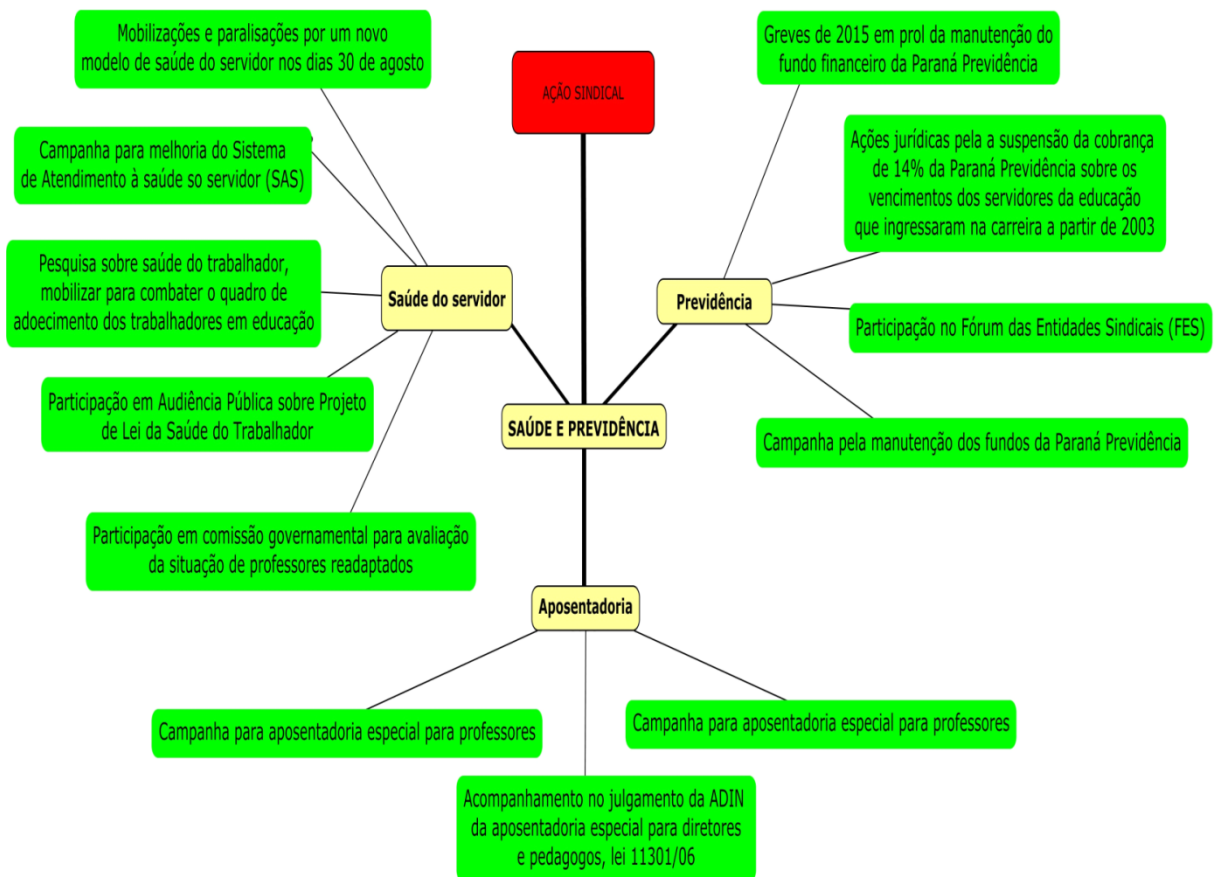 Mobilizações e paralisações por um novo
modelo de saúde do servidor nos dias 30 de agosto
AÇÃO SINDICAL
Greves de 2015 em prol da manutenção do
fundo financeiro da Paraná Previdência
Campanha para melhoria do Sistema
de Atendimento à saúde so servidor (SAS)
Ações jurídicas pela a suspensão da cobrança
de 14% da Paraná Previdência sobre os
vencimentos dos servidores da educação
que ingressaram na carreira a partir de 2003
Pesquisa sobre saúde do trabalhador,
mobilizar para combater o quadro de
adoecimento dos trabalhadores em educação
Saúde do servidor
Previdência
Participação no Fórum das Entidades Sindicais (FES)
Participação em Audiência Pública sobre Projeto
de Lei da Saúde do Trabalhador
SAÚDE E PREVIDÊNCIA
Campanha pela manutenção dos fundos da Paraná Previdência
Participação em comissão governamental para avaliação
da situação de professores readaptados
Aposentadoria
Campanha para aposentadoria especial para professores
Campanha para aposentadoria especial para professores
Acompanhamento no julgamento da ADIN
da aposentadoria especial para diretores
e pedagogos, lei 11301/06